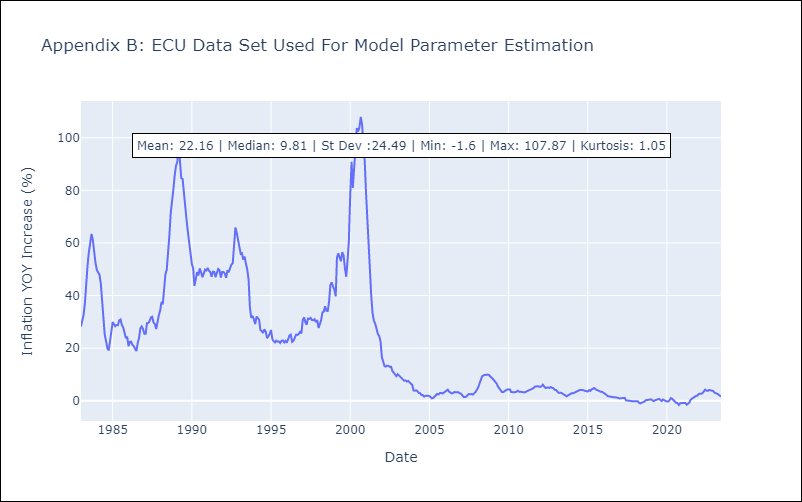 Appendix B: ECU Data Set Used For Model Parameter Estimation
Mean: 22.16 | Median: 9.81 | St Dev :24.49 | Min: -1.6 | Max: 107.87 | Kurtosis: 1.05
Inflation YOY Increase (%)
100
80
60
40
20
0
1985 1990 1995 2000 2005 2010 2015 2020
Date